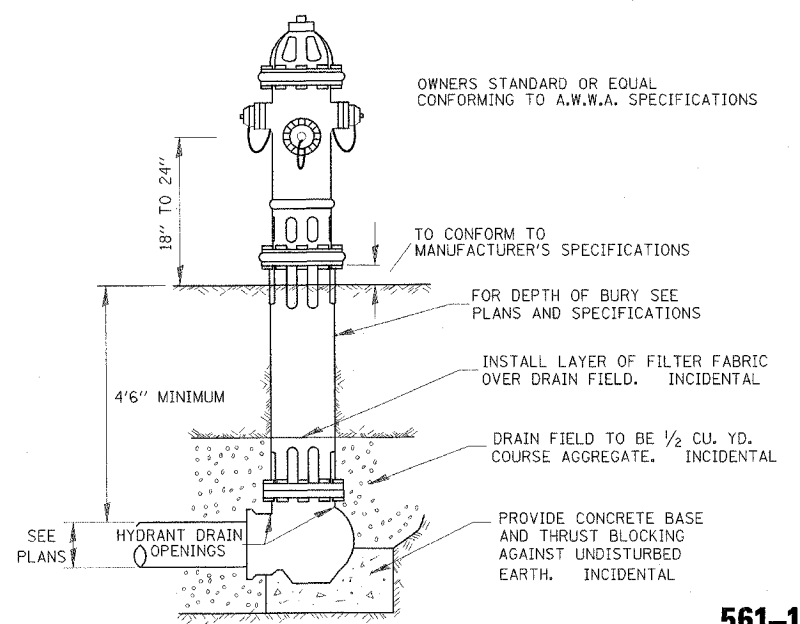 OWNERS STANDARD OR EQUAL
CONFORMING TO A.W.W.A. SPECIFICATIONS
18" TO 24"
TO CONFORM TO
MANUFACTURER'S SPECIFICATIONS
FOR DEPTH OF BURY SEE
PLANS AND SPECIFICATIONS
INSTALL LAYER OF FILTER FABRIC
OVER DRAIN FIELD. INCIDENTAL
4'6" MINIMUM
DRAIN FIELD TO BE 1/2 CU. YD.
COURSE AGGREGATE. INCIDENTAL
SEE
PLANS
HYDRANT DRAIN
OPENINGS
PROVIDE CONCRETE BASE
AND THRUST BLOCKING
AGAINST UNDISTURBED
EARTH. INCIDENTAL
561–1